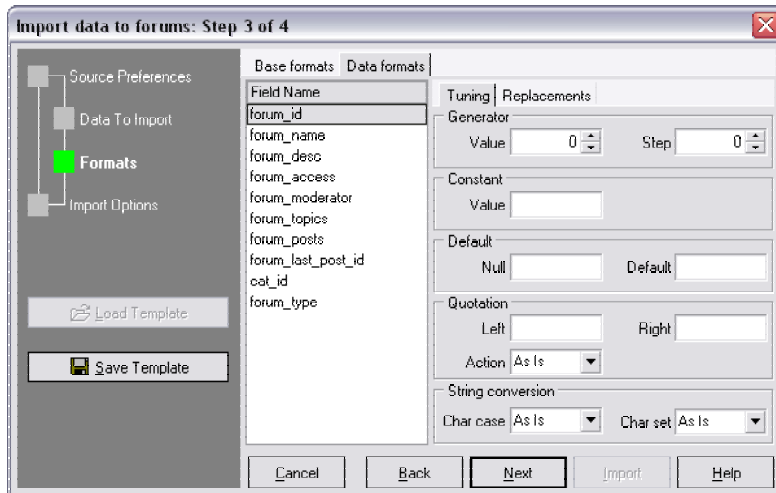 Import data to forums: Step 3 of 4
Source Preferences
Data To Import
Formats
Import Options
Load Template
Save Template
Base formats Data formats
Field Name
forum_id
forum_name
forum_desc
forum_access
forum_moderator
forum_topics
forum_posts
forum_last_post_id
cat_id
forum_type
Tuning Replacements
Generator
Value 0 Step 0
Constant
Value
Default
Null Default
Quotation
Left Right
Action As Is
String conversion
Char case As Is Char set As Is
Cancel Back Next Import Help